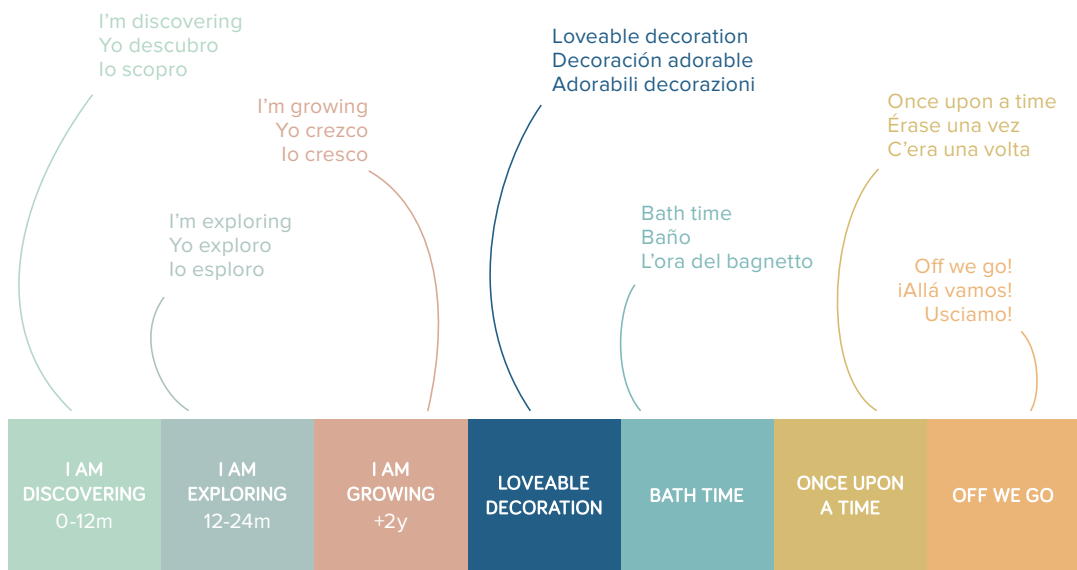 I'm discovering
Yo descubro
Io scopro
I'm growing
Yo crezco
Io cresco
I'm exploring
Yo exploro
Io esploro
Loveable decoration
Decoración adorable
Adorabili decorazioni
Bath time
Baño
L'ora del bagnetto
Once upon a time
Érase una vez
C'era una volta
Off we go!
¡Allá vamos!
Usciamo!
I AM
DISCOVERING
0-12m
I AM
EXPLORING
12-24m
I AM
GROWING
+2y
LOVEABLE
DECORATION
BATH TIME
ONCE UPON
A TIME
OFF WE GO